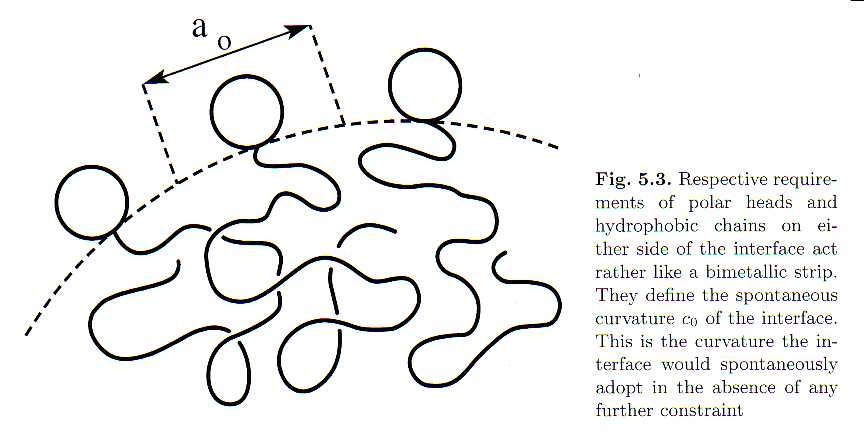 a o
Fig. 5.3. Respective require-
ments of polar heads and
hydrophobic chains on ei-
ther side of the interface act
rather like a bimetallic strip.
They define the spontaneous
curvature c0 of the interface.
This is the curvature the in-
terface would spontaneously
adopt in the absence of any
further constraint